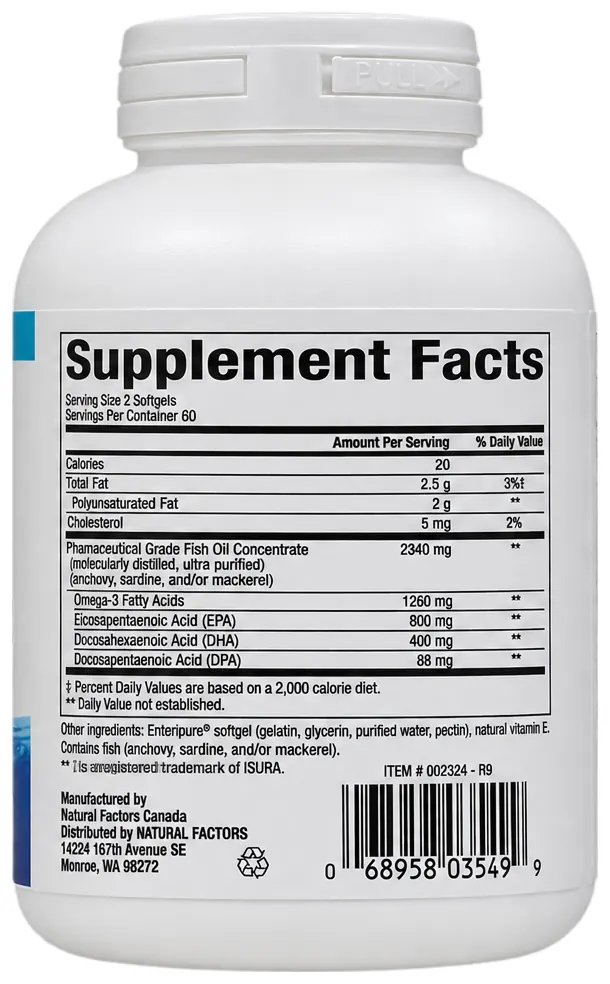 PULL
Supplement Facts
Serving Size 2 Softgels
Servings Per Container 60
Amount Per Serving % Daily Value
Calories 20
Total Fat 2.5 g 3%‡
Polyunsaturated Fat 2 g **
Cholesterol 5 mg 2%
Phamaceutical Grade Fish Oil Concentrate 2340 mg **
(molecularly distilled, ultra purified)
(anchovy, sardine, and/or mackerel)
Omega-3 Fatty Acids 1260 mg **
Eicosapentaenoic Acid (EPA) 800 mg **
Docosahexaenoic Acid (DHA) 400 mg **
Docosapentaenoic Acid (DPA) 88 mg **
‡ Percent Daily Values are based on a 2,000 calorie diet.
** Daily Value not established.
Other ingredients: Enteripure® softgel (gelatin, glycerin, purified water, pectin), natural vitamin E.
Contains fish (anchovy, sardine, and/or mackerel).
** trademark of ISURA.
ITEM # 002324 - R9
Manufactured by
Natural Factors Canada
Distributed by NATURAL FACTORS
14224 167th Avenue SE
Monroe, WA 98272
0 68958 03549 9